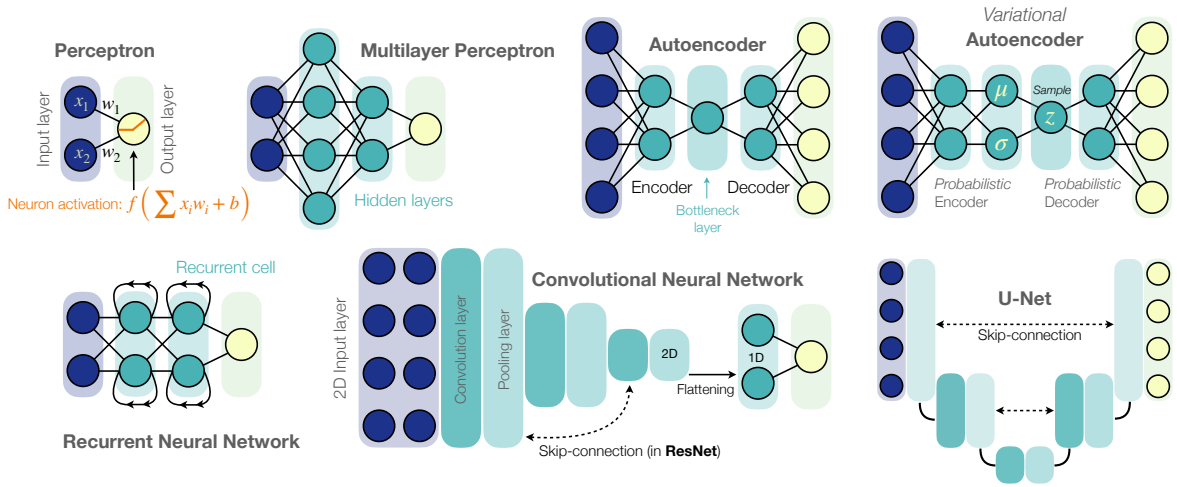 Perceptron
Input layer
x₁
w₁
x₂
w₂
Output layer
Neuron activation: f ( ∑ xᵢwᵢ + b )
Multilayer Perceptron
Hidden layers
Autoencoder
Encoder
Decoder
Bottleneck
layer
Variational
Autoencoder
μ
σ
Sample
z
Probabilistic
Encoder
Probabilistic
Decoder
Recurrent cell
Recurrent Neural Network
Convolutional Neural Network
2D Input layer
Convolution layer
Pooling layer
2D
Flattening
1D
Skip-connection (in ResNet)
U-Net
Skip-connection